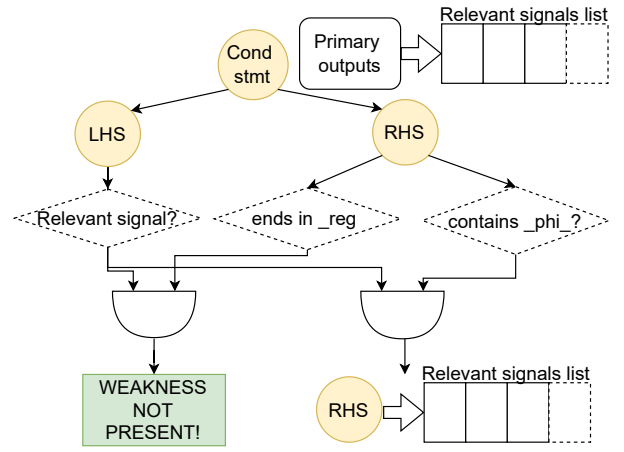 Relevant signals list
Cond
stmt
Primary
outputs
LHS
RHS
Relevant signal?
ends in _reg
contains _phi_?
WEAKNESS
NOT
PRESENT!
Relevant signals list
RHS